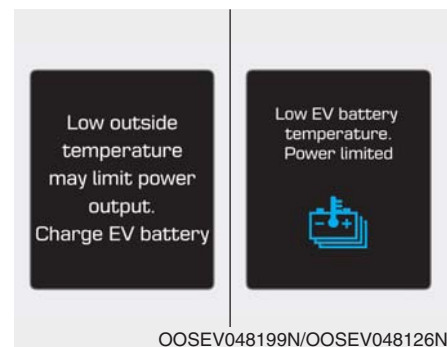 Low outside
temperature
may limit power
output.
Charge EV battery
Low EV battery
temperature.
Power limited
OOSEV048199N/OOSEV048126N